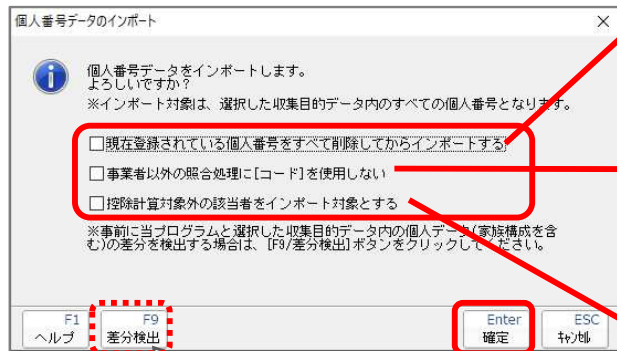 個人番号データのインポート
個人番号データをインポートします。
よろしいですか?
※インポート対象は、選択した収集目的データ内のすべての個人番号となります。
現在登録されている個人番号をすべて削除してからインポートする
事業者以外の照合処理に[コード]を使用しない
控除計算対象外の該当者をインポート対象とする
※事前に当プログラムと選択した収集目的データ内の個人データ(家族構成を含
む)の差分を検出する場合は、[F9/差分検出]ボタンをクリックしてください。
F1
ヘルプ
F9
差分検出
Enter
確定
ESC
キャンセル